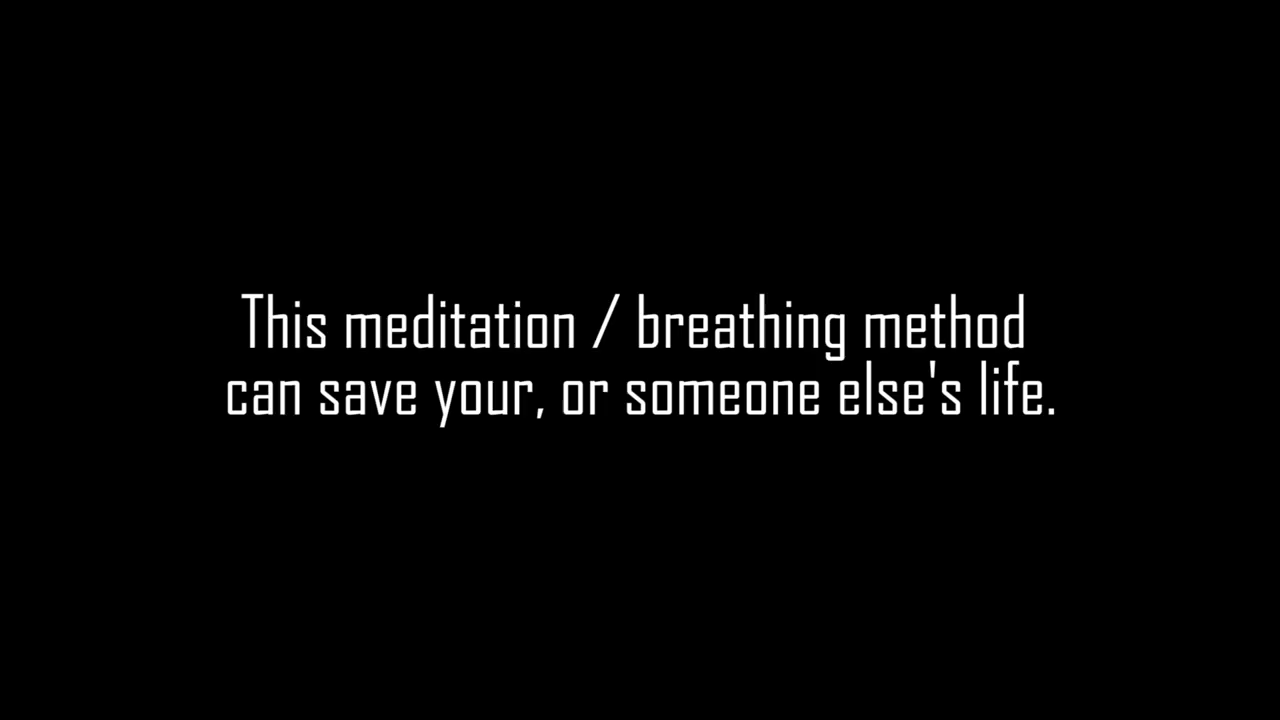 This meditation / breathing method
can save your, or someone else's life.